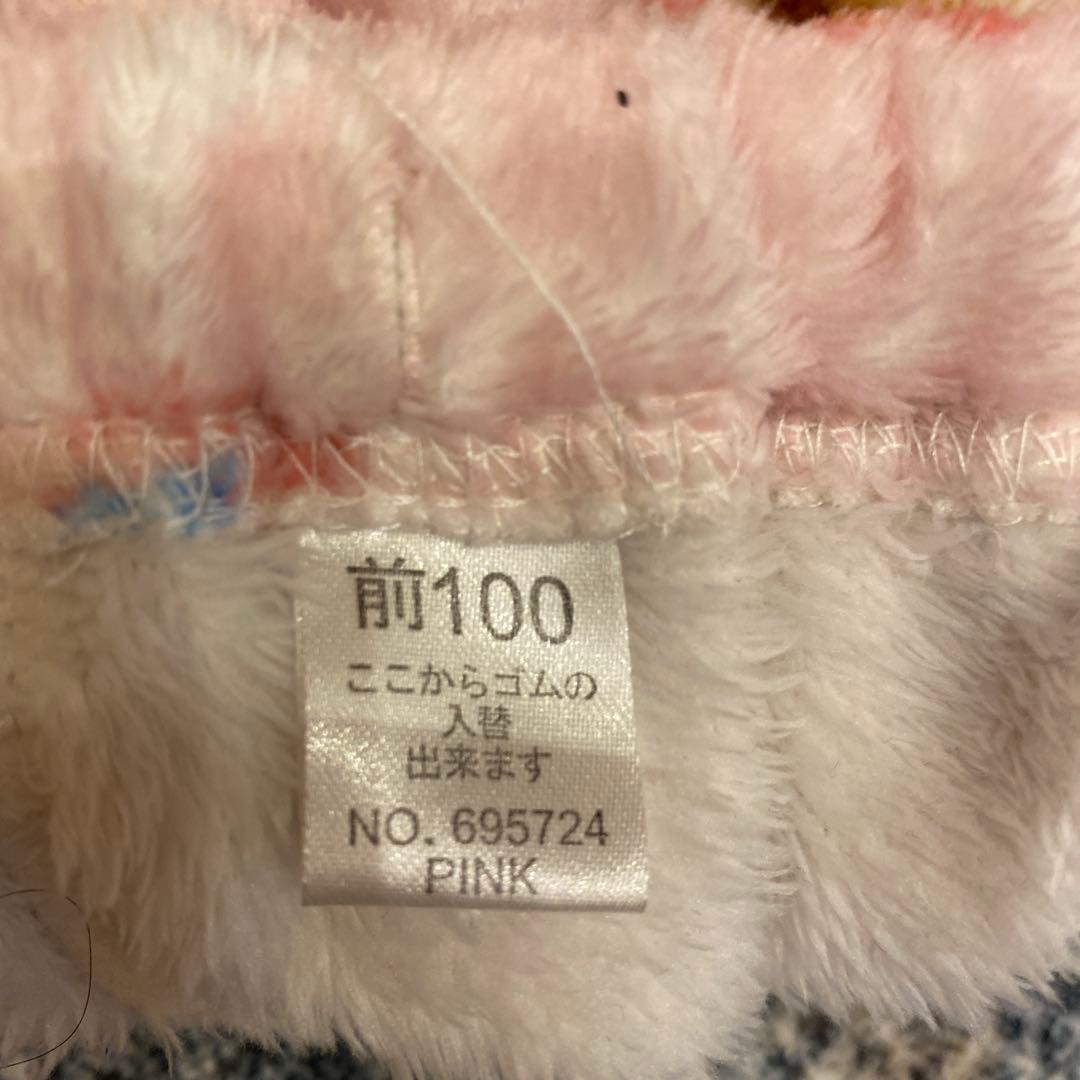 前100
ここからゴムの
入替
出来ます
NO. 695724
PINK